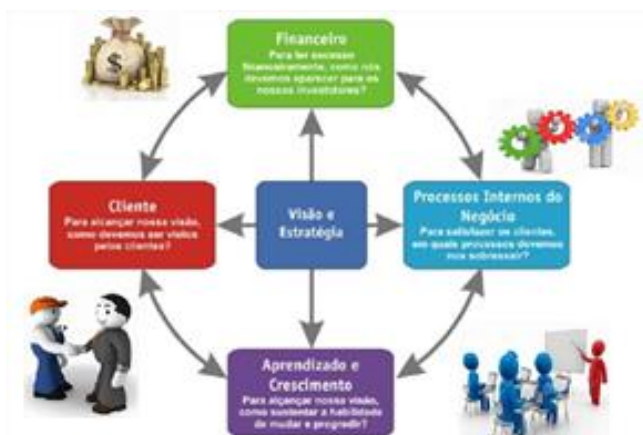 Financeiro
Para ter sucesso
financeiramente, como nós
devemos aparecer para os
nossos investidores?
$
Cliente
Para alcançar nossa visão,
como devemos ser vistos
pelos clientes?
Visão e
Estratégia
Processos Internos do
Negócio
Para satisfazer os clientes,
em quais processos devemos
nos sobressair?
Aprendizado e
Crescimento
Para alcançar nossa visão,
como sustentar a habilidade
de mudar e progredir?